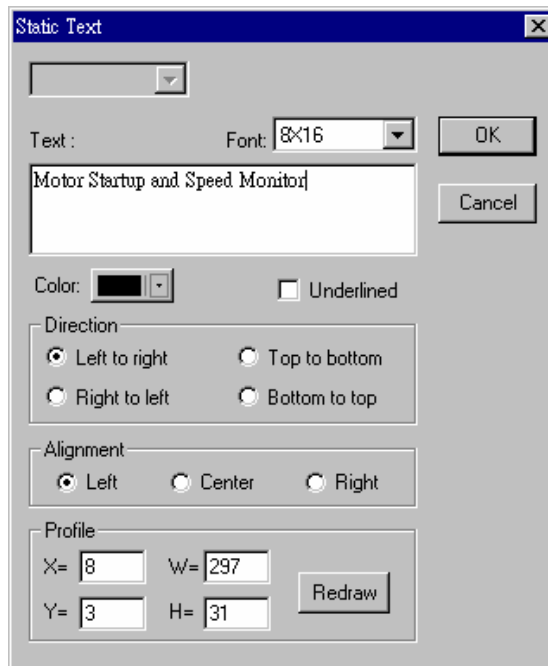 Static Text
Text : Font: 8X16
OK
Motor Startup and Speed Monitor
Cancel
Color: Underlined
Direction
Left to right Top to bottom
Right to left Bottom to top
Alignment
Left Center Right
Profile
X= 8 W= 297
Redraw
Y= 3 H= 31